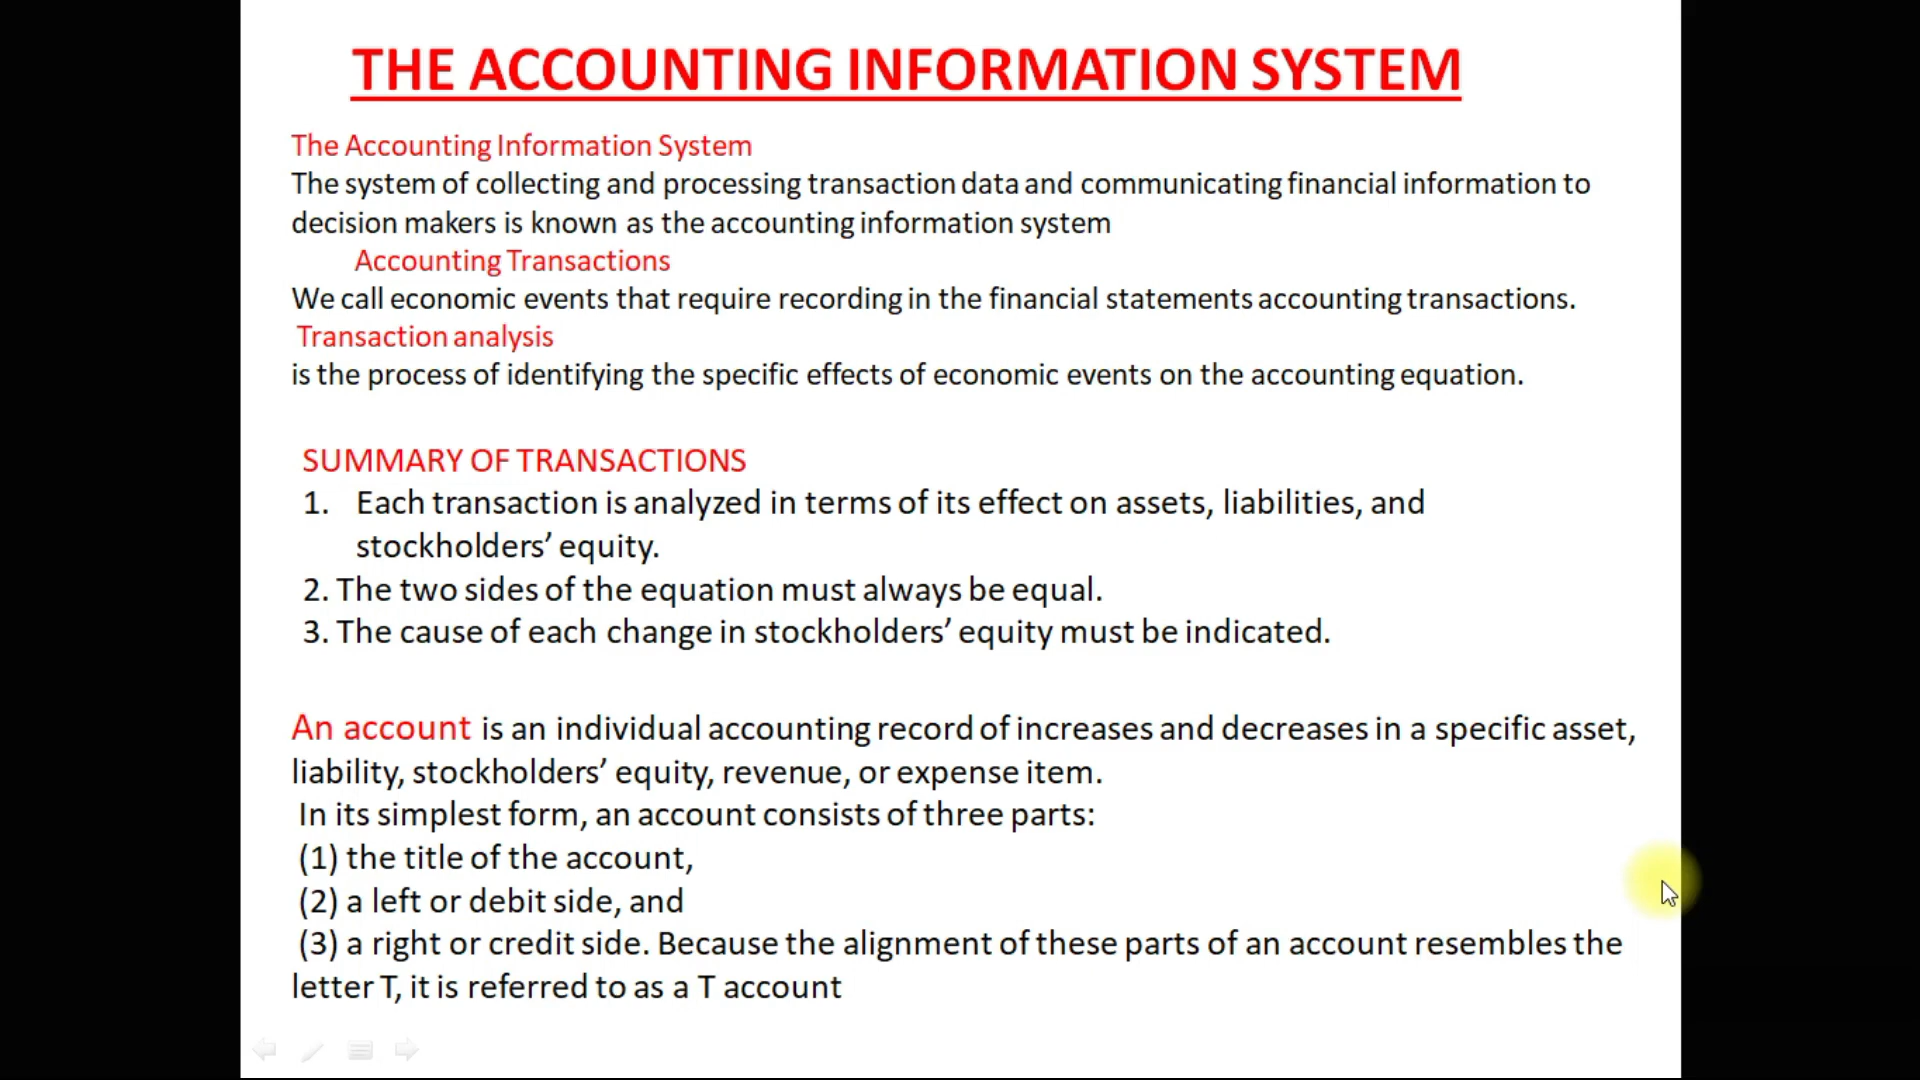 THE ACCOUNTING INFORMATION SYSTEM
The Accounting Information System
The system of collecting and processing transaction data and communicating financial information to
decision makers is known as the accounting information system
Accounting Transactions
We call economic events that require recording in the financial statements accounting transactions.
Transaction analysis
is the process of identifying the specific effects of economic events on the accounting equation.
SUMMARY OF TRANSACTIONS
1. Each transaction is analyzed in terms of its effect on assets, liabilities, and
stockholders’ equity.
2. The two sides of the equation must always be equal.
3. The cause of each change in stockholders’ equity must be indicated.
An account is an individual accounting record of increases and decreases in a specific asset,
liability, stockholders’ equity, revenue, or expense item.
In its simplest form, an account consists of three parts:
(1) the title of the account,
(2) a left or debit side, and
(3) a right or credit side. Because the alignment of these parts of an account resembles the
letter T, it is referred to as a T account